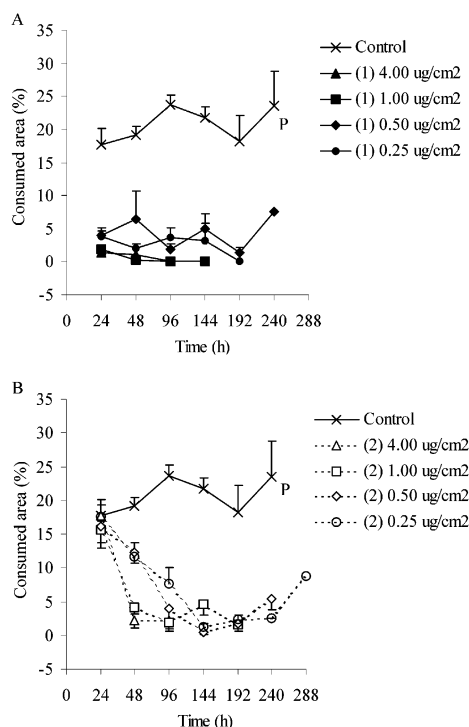 A
35
30
25
20
15
10
5
0
-5
Consumed area (%)
P
0 24 48 96 144 192 240 288
Time (h)
Control
(1) 4.00 ug/cm2
(1) 1.00 ug/cm2
(1) 0.50 ug/cm2
(1) 0.25 ug/cm2
B
35
30
25
20
15
10
5
0
-5
Consumed area (%)
P
0 24 48 96 144 192 240 288
Time (h)
Control
(2) 4.00 ug/cm2
(2) 1.00 ug/cm2
(2) 0.50 ug/cm2
(2) 0.25 ug/cm2